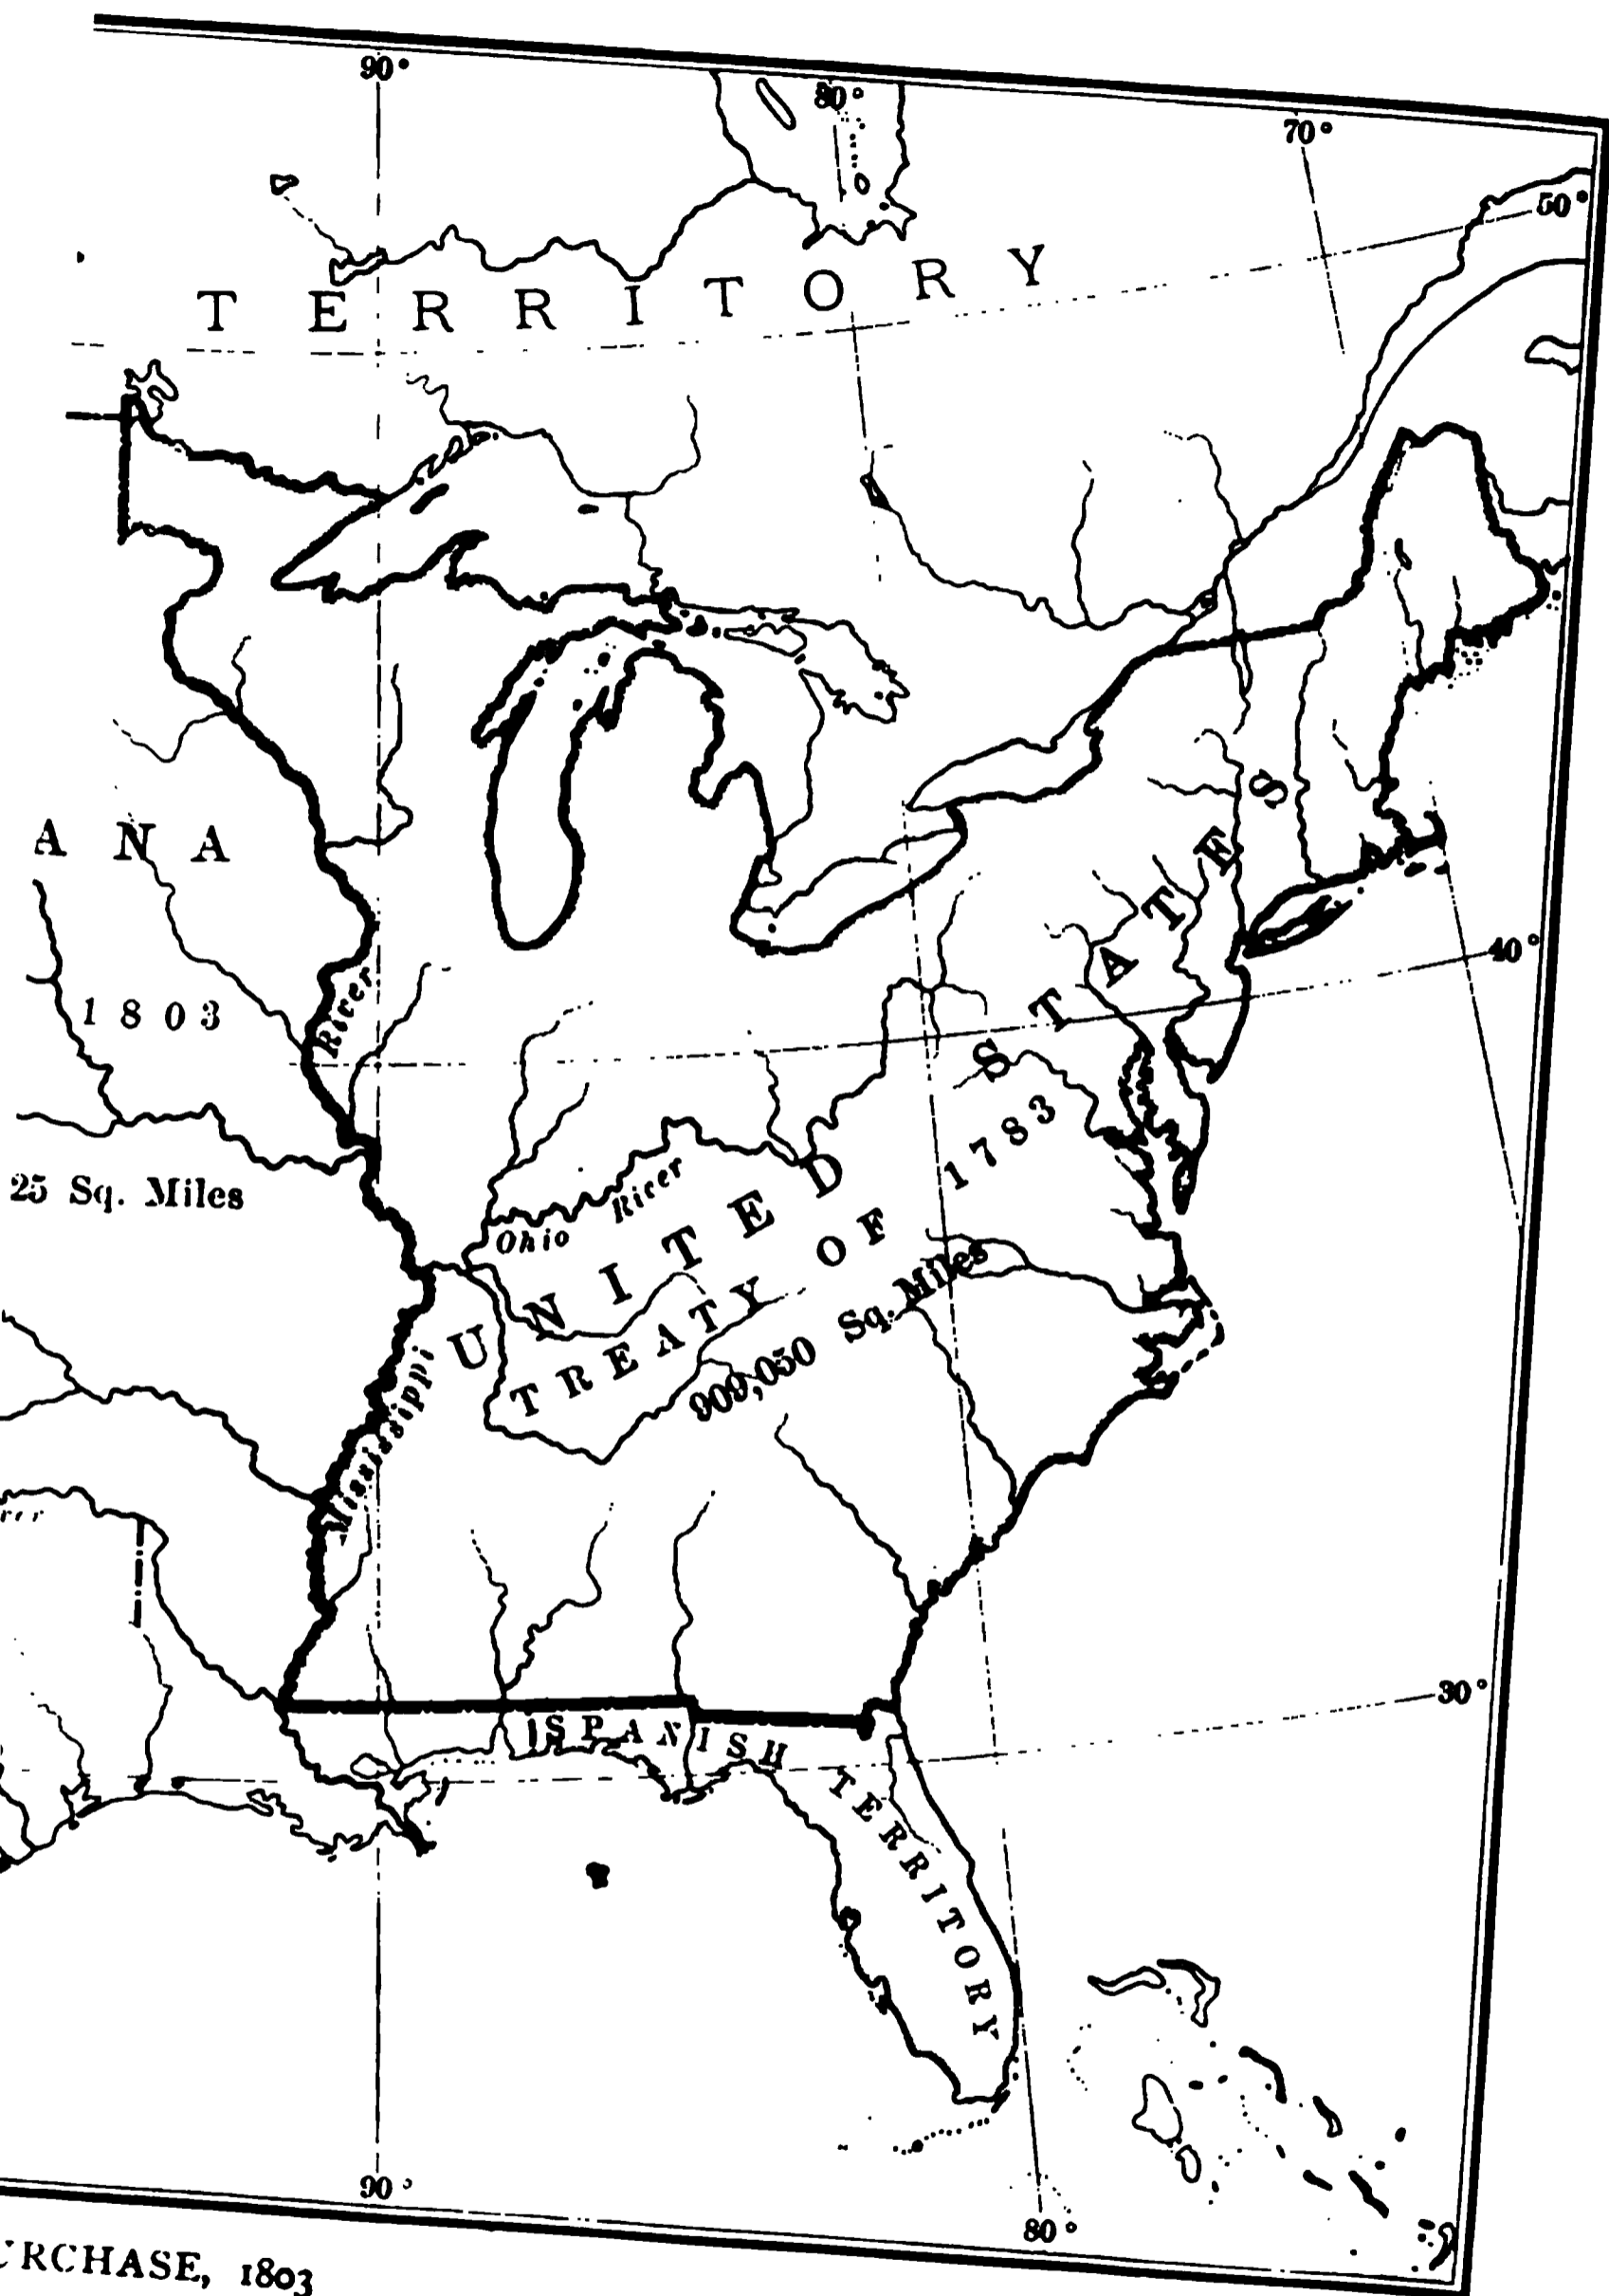 90°
80°
70°
50°
TERRITORY
ANA
1803
River
40°
25 Sq. Miles
Ohio River
UNITED STATES
TREATY OF 1783
909,050 Sq. Miles
Mississippi
30°
SPANISH TERRITORY
90°
80°
URCHASE, 1803